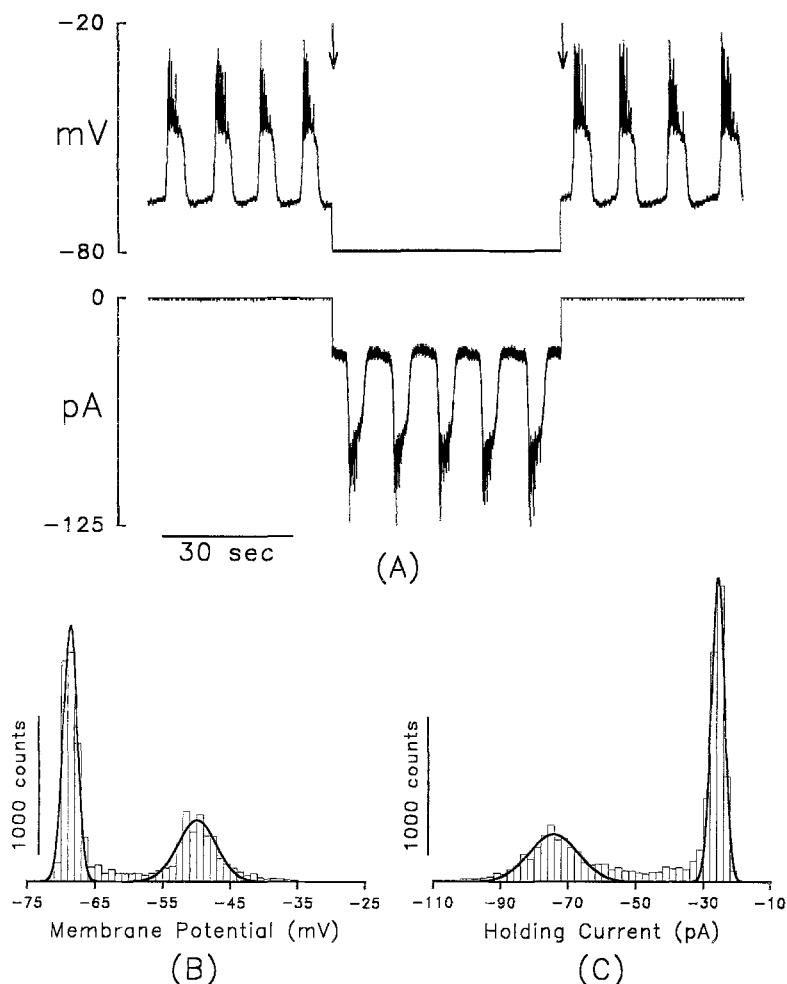 -20
mV
-80
0
pA
-125
30 sec
(A)
1000 counts
-75 -65 -55 -45 -35 -25
Membrane Potential (mV)
(B)
1000 counts
-110 -90 -70 -50 -30 -10
Holding Current (pA)
(C)